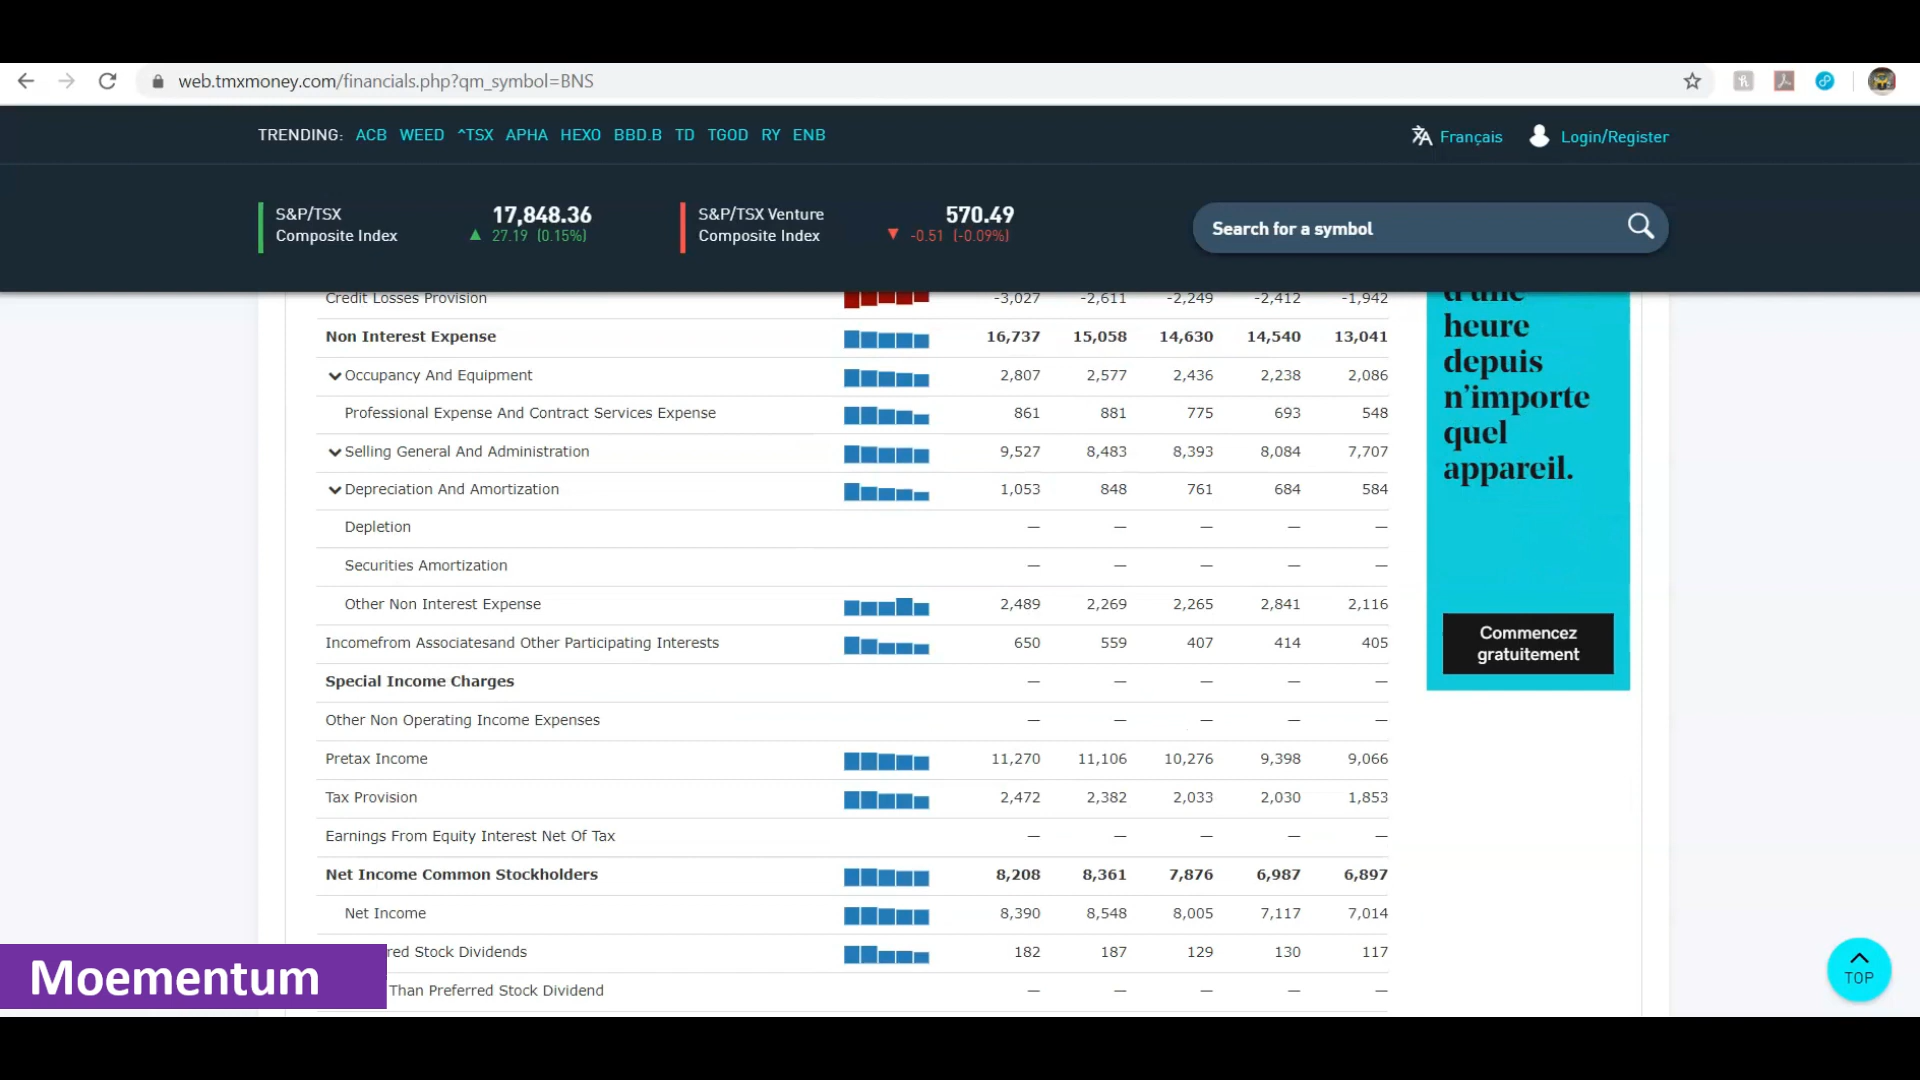 web.tmxmoney.com/financials.php?qm_symbol=BNS
TRENDING: ACB WEED ^TSX APHA HEXO BBD.B TD TGOD RY ENB
Français Login/Register
S&P/TSX Composite Index 17,848.36 27.19 (0.15%)
S&P/TSX Venture Composite Index 570.49 -0.51 (-0.09%)
Search for a symbol
Credit Losses Provision -3,027 -2,611 -2,249 -2,412 -1,942
Non Interest Expense 16,737 15,058 14,630 14,540 13,041
Occupancy And Equipment 2,807 2,577 2,436 2,238 2,086
Professional Expense And Contract Services Expense 861 881 775 693 548
Selling General And Administration 9,527 8,483 8,393 8,084 7,707
Depreciation And Amortization 1,053 848 761 684 584
Depletion — — — — —
Securities Amortization — — — — —
Other Non Interest Expense 2,489 2,269 2,265 2,841 2,116
Incomefrom Associatesand Other Participating Interests 650 559 407 414 405
Special Income Charges — — — — —
Other Non Operating Income Expenses — — — — —
Pretax Income 11,270 11,106 10,276 9,398 9,066
Tax Provision 2,472 2,382 2,033 2,030 1,853
Earnings From Equity Interest Net Of Tax — — — — —
Net Income Common Stockholders 8,208 8,361 7,876 6,987 6,897
Net Income 8,390 8,548 8,005 7,117 7,014
red Stock Dividends 182 187 129 130 117
Than Preferred Stock Dividend — — — — —
d'une
heure
depuis
n'importe
quel
appareil.
Commencez
gratuitement
TOP
Moementum